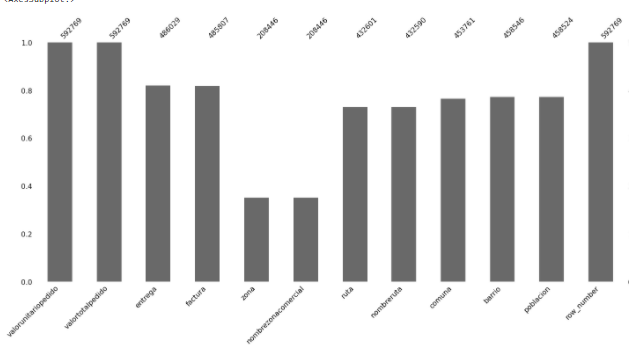 <AxesSubplot:>
592769 592769 486029 485807 208446 208446 432601 432590 453761 458546 458524 592769
1.0
0.8
0.6
0.4
0.2
0.0
valorunitariopedido valortotalpedido entrega factura zona nombrezonacomercial ruta nombreruta comuna barrio poblacion row_number